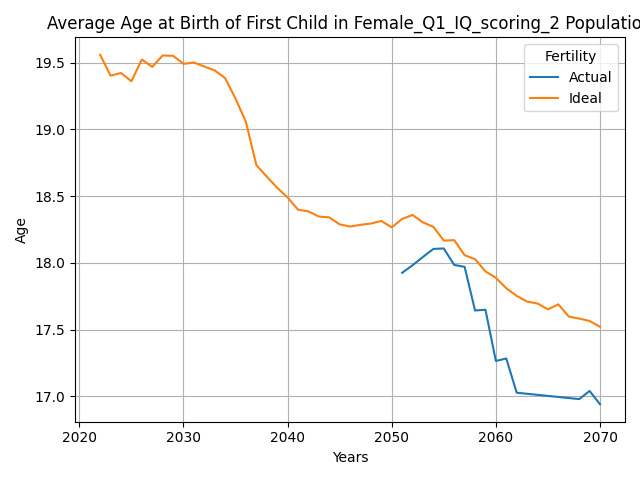 Average Age at Birth of First Child in Female_Q1_IQ_scoring_2 Populatio
Fertility
Actual
Ideal
19.5
19.0
18.5
18.0
17.5
17.0
Age
2020 2030 2040 2050 2060 2070
Years